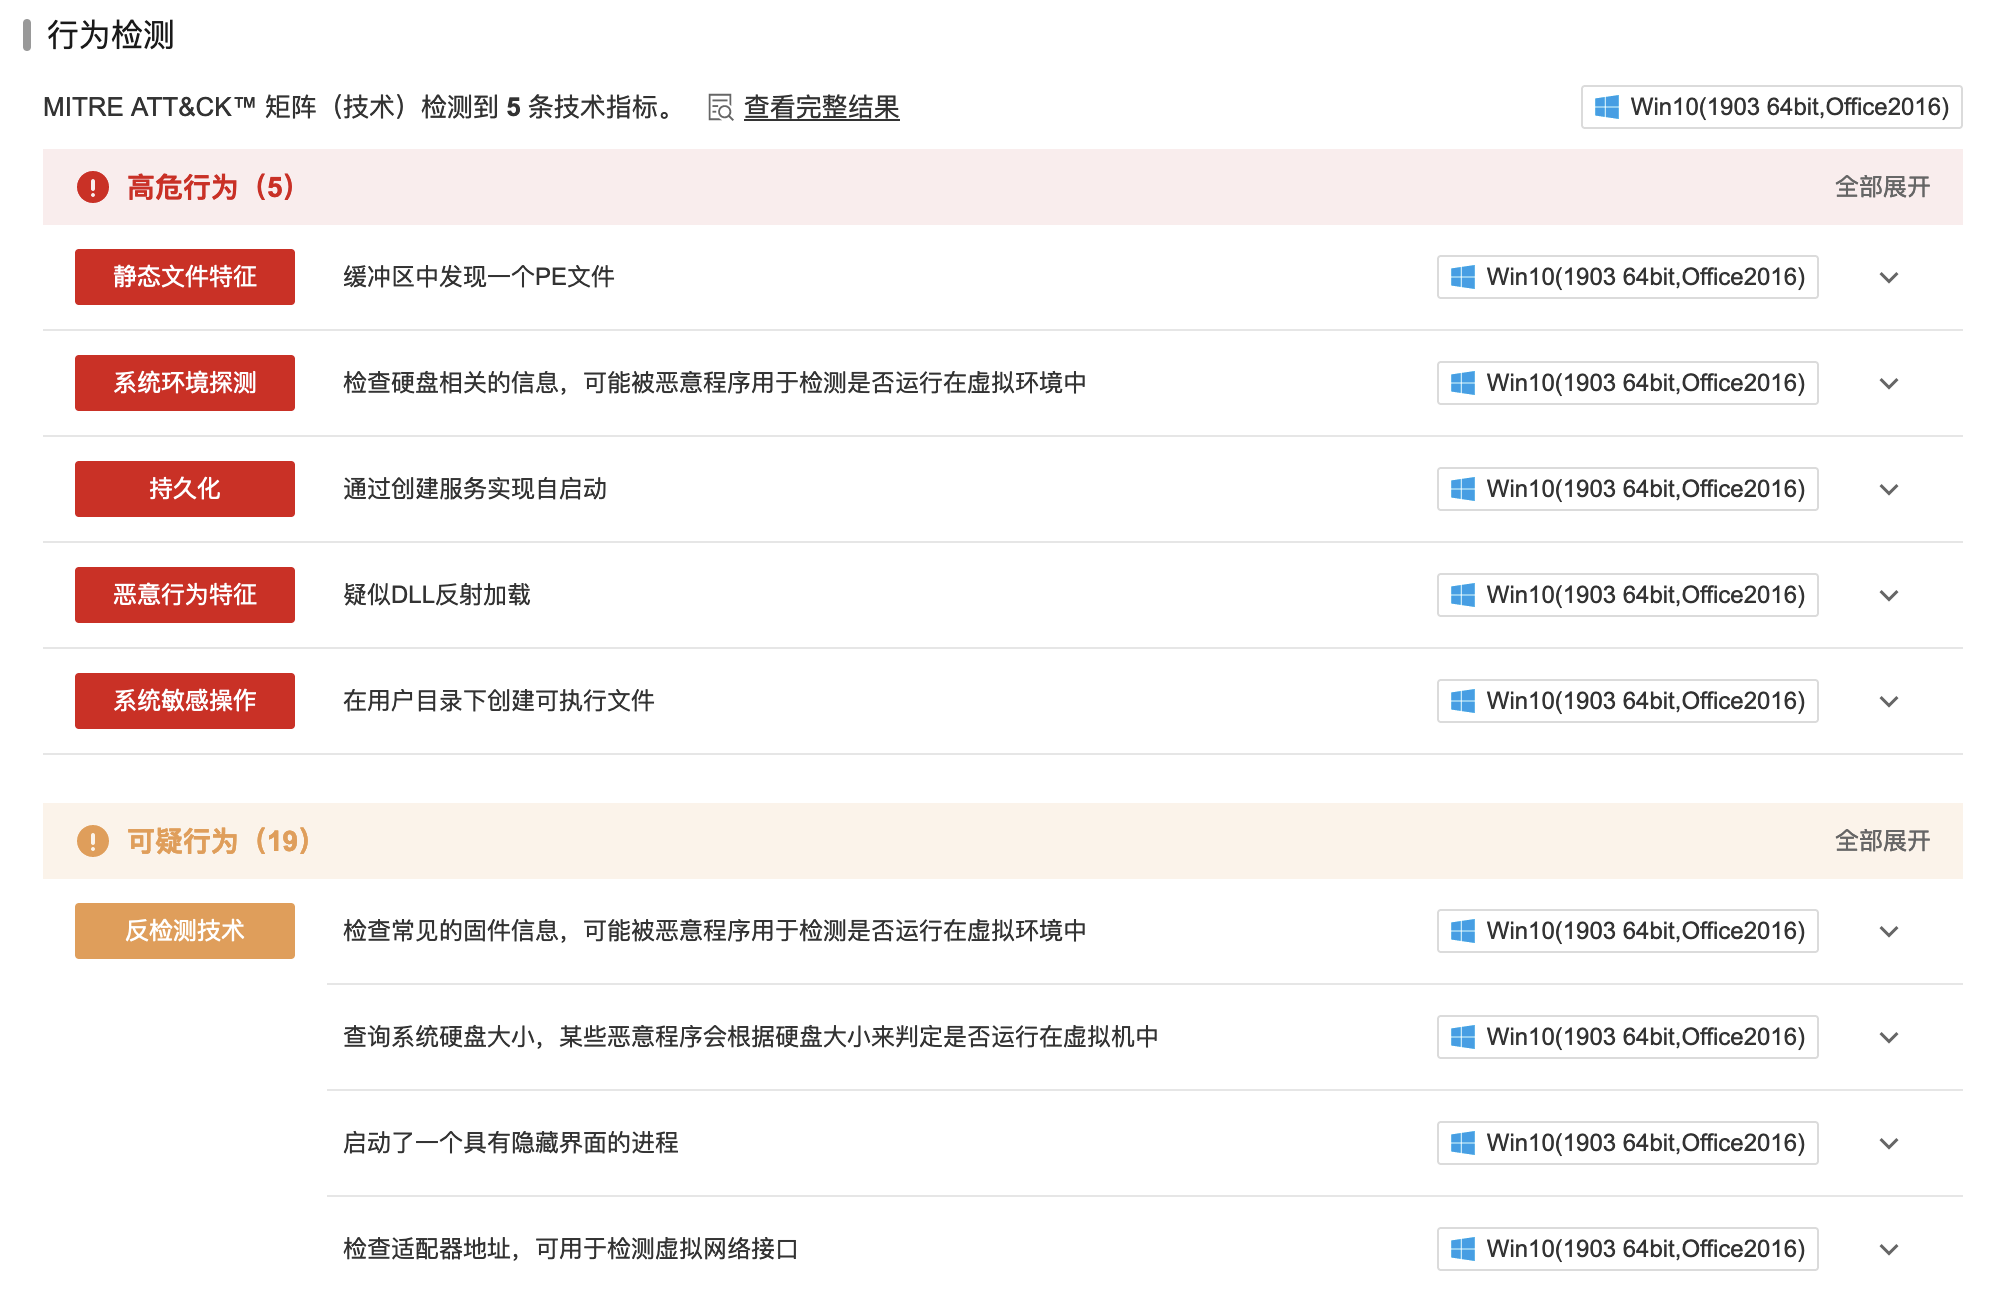 行为检测
MITRE ATT&CK™ 矩阵（技术）检测到 5 条技术指标。 查看完整结果 Win10(1903 64bit,Office2016)
高危行为（5） 全部展开
静态文件特征 缓冲区中发现一个PE文件 Win10(1903 64bit,Office2016)
系统环境探测 检查硬盘相关的信息，可能被恶意程序用于检测是否运行在虚拟环境中 Win10(1903 64bit,Office2016)
持久化 通过创建服务实现自启动 Win10(1903 64bit,Office2016)
恶意行为特征 疑似DLL反射加载 Win10(1903 64bit,Office2016)
系统敏感操作 在用户目录下创建可执行文件 Win10(1903 64bit,Office2016)
可疑行为（19） 全部展开
反检测技术 检查常见的固件信息，可能被恶意程序用于检测是否运行在虚拟环境中 Win10(1903 64bit,Office2016)
查询系统硬盘大小，某些恶意程序会根据硬盘大小来判定是否运行在虚拟机中 Win10(1903 64bit,Office2016)
启动了一个具有隐藏界面的进程 Win10(1903 64bit,Office2016)
检查适配器地址，可用于检测虚拟网络接口 Win10(1903 64bit,Office2016)